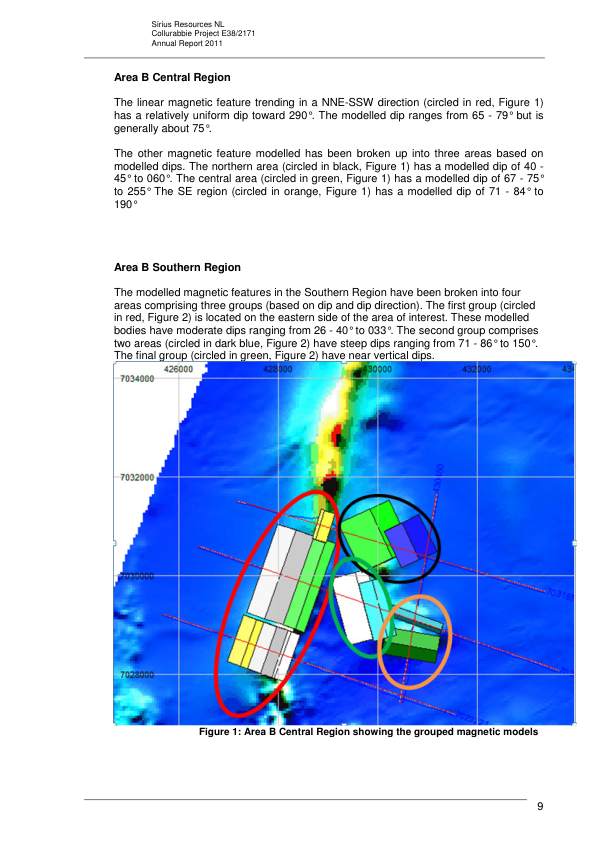 Sirius Resources NL
Collurabbie Project E38/2171
Annual Report 2011
Area B Central Region
The linear magnetic feature trending in a NNE-SSW direction (circled in red, Figure 1)
has a relatively uniform dip toward 290°. The modelled dip ranges from 65 - 79° but is
generally about 75°.
The other magnetic feature modelled has been broken up into three areas based on
modelled dips. The northern area (circled in black, Figure 1) has a modelled dip of 40 -
45° to 060°. The central area (circled in green, Figure 1) has a modelled dip of 67 - 75°
to 255° The SE region (circled in orange, Figure 1) has a modelled dip of 71 - 84° to
190°
Area B Southern Region
The modelled magnetic features in the Southern Region have been broken into four
areas comprising three groups (based on dip and dip direction). The first group (circled
in red, Figure 2) is located on the eastern side of the area of interest. These modelled
bodies have moderate dips ranging from 26 - 40° to 033°. The second group comprises
two areas (circled in dark blue, Figure 2) have steep dips ranging from 71 - 86° to 150°.
The final group (circled in green, Figure 2) have near vertical dips.
426000 428000 430000 432000 434
7034000
7032000
7030000
7028000
Figure 1: Area B Central Region showing the grouped magnetic models
9